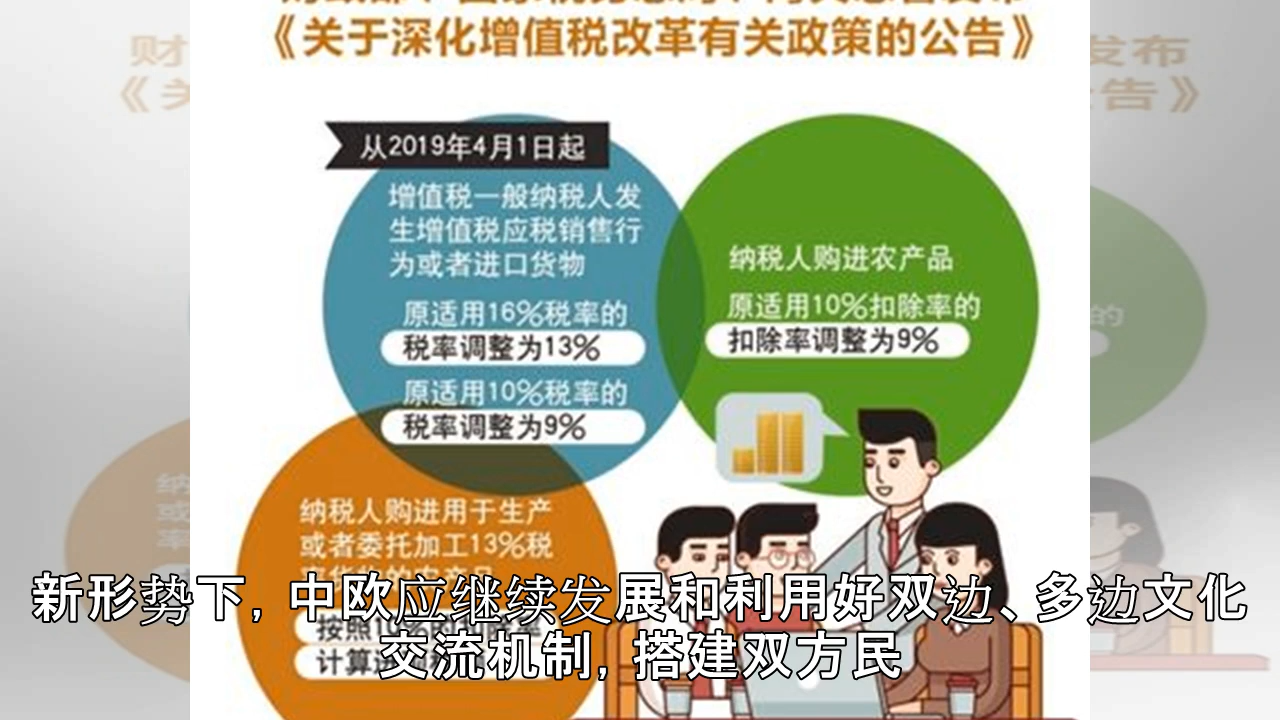 《关于深化增值税改革有关政策的公告》
从2019年4月1日起
增值税一般纳税人发
生增值税应税销售行
为或者进口货物
原适用16%税率的
税率调整为13%
原适用10%税率的
税率调整为9%
纳税人购进农产品
原适用10%扣除率的
扣除率调整为9%
纳税人购进用于生产
或者委托加工13%税
新形势下, 中欧应继续发展和利用好双边、多边文化
交流机制, 搭建双方民